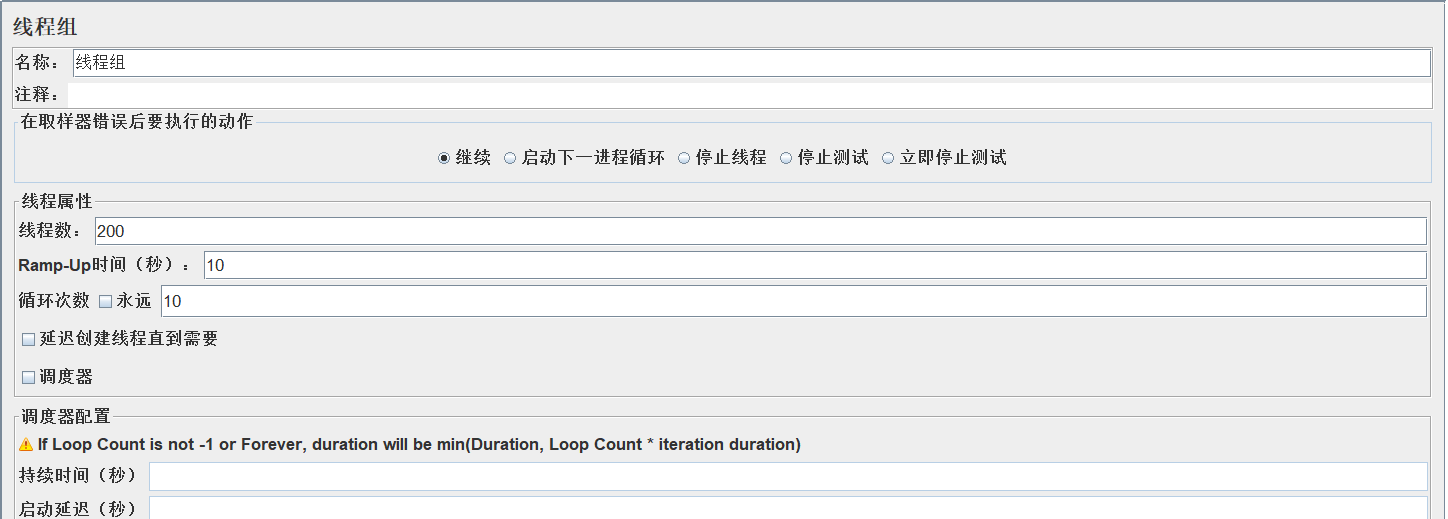 线程组
名称： 线程组
注释：
在取样器错误后要执行的动作
继续 启动下一进程循环 停止线程 停止测试 立即停止测试
线程属性
线程数： 200
Ramp-Up时间（秒）： 10
循环次数 永远 10
延迟创建线程直到需要
调度器
调度器配置
If Loop Count is not -1 or Forever, duration will be min(Duration, Loop Count * iteration duration)
持续时间（秒）
启动延迟（秒）